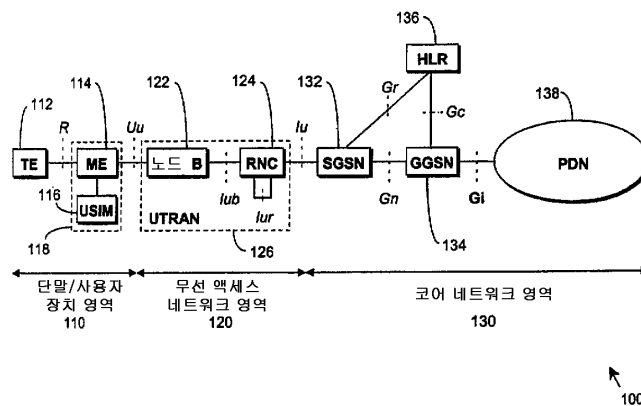 136
HLR
114
122
124
132
112
138
R
Uu
Iu
Gr
Gc
TE
ME
노드 B
RNC
SGSN
GGSN
PDN
116
USIM
Iub
Iur
Gn
Gi
118
UTRAN
126
134
단말/사용자
장치 영역
110
무선 액세스
네트워크 영역
120
코어 네트워크 영역
130
100